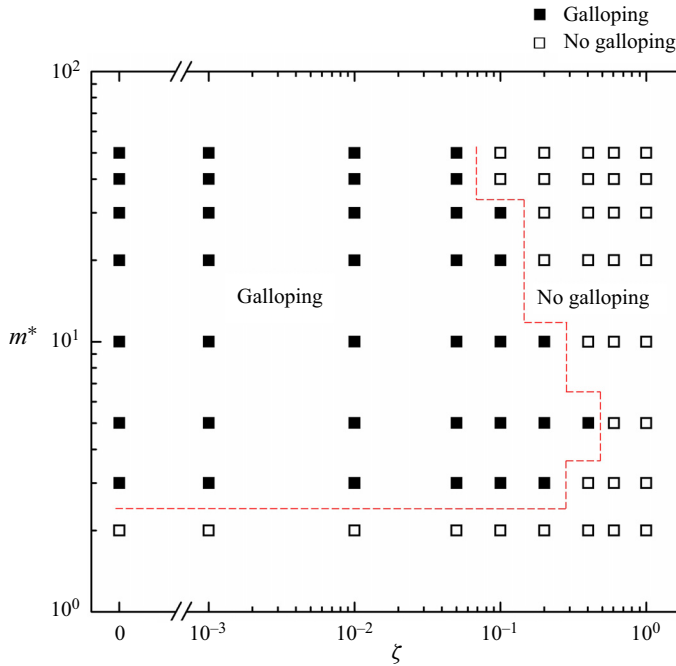 Galloping
No galloping
10²
Galloping
No galloping
m*
10¹
10⁰
0
10⁻³
10⁻²
10⁻¹
10⁰
ζ